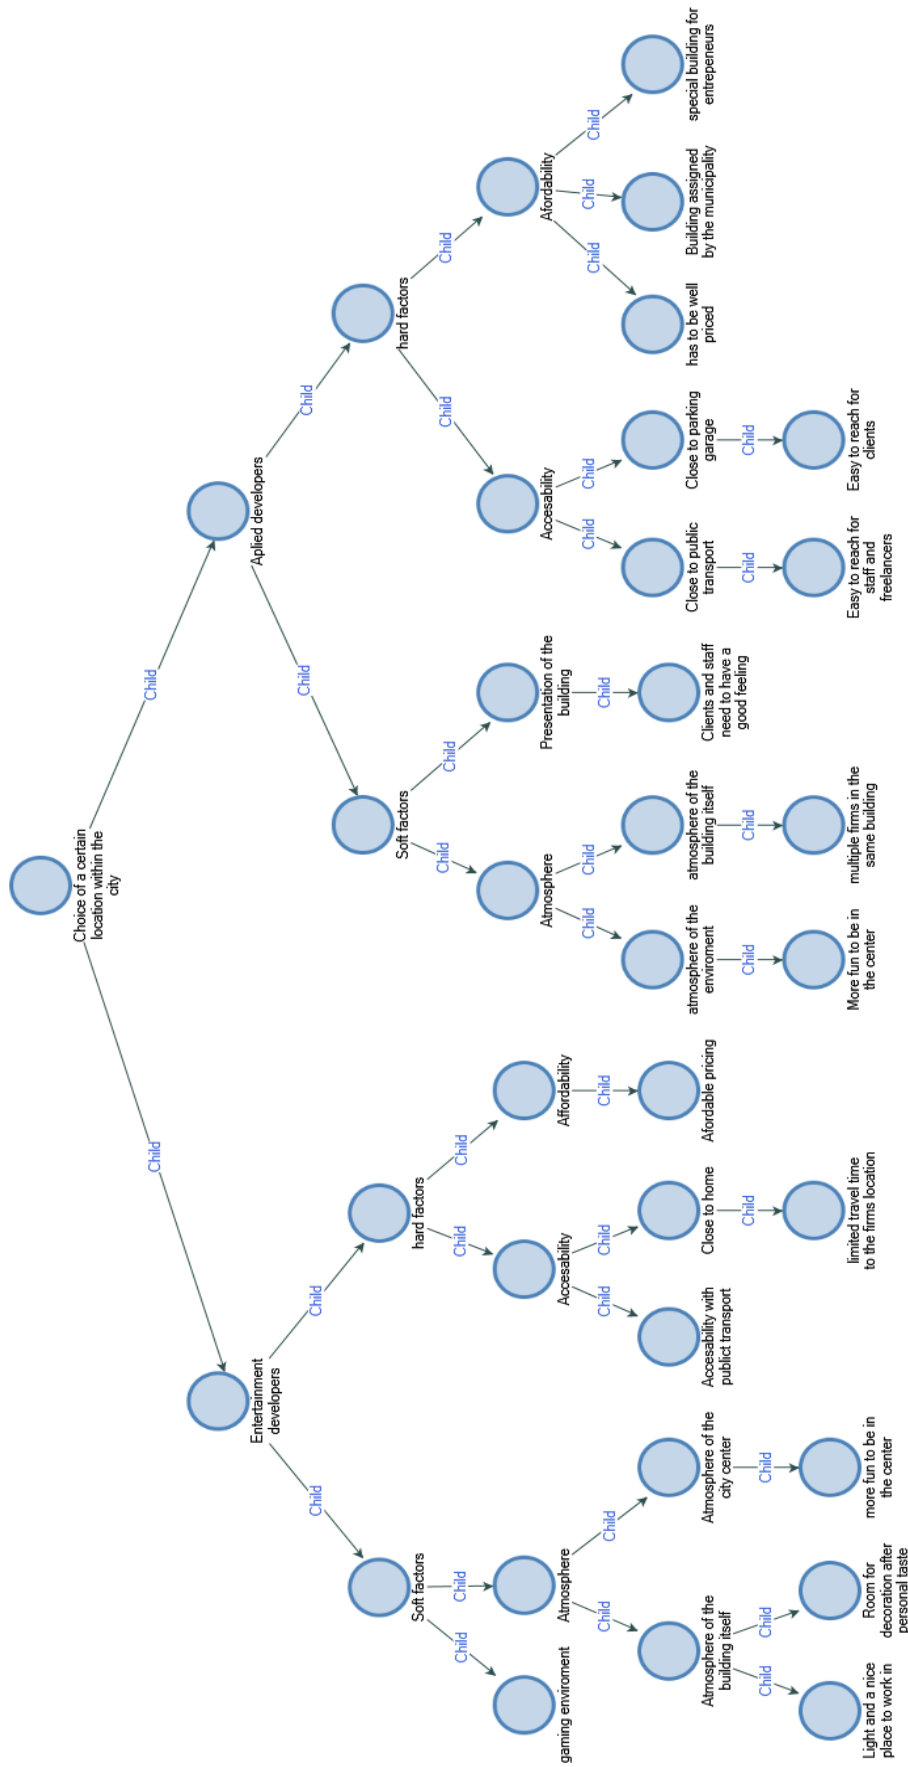 Choice of a certain
location within the
city
Child
Child
Entertainment
developers
Aplied developers
Child
Child
Child
Child
Soft factors
hard factors
Soft factors
hard factors
Child
Child
Child
Child
Child
Child
Child
Child
gaming enviroment
Atmosphere
Accesability
Affordability
Atmosphere
Presentation of the
building
Accesability
Afordability
Child
Child
Child
Child
Child
Child
Child
Child
Child
Child
Child
Child
Child
Atmosphere of the
building itself
Atmosphere of the
city center
Accesability with
publict transport
Close to home
Afordable pricing
atmosphere of the
enviroment
atmosphere of the
building itself
Clients and staff
need to have a
good feeling
Close to public
transport
Close to parking
garage
has to be well
priced
Building assigned
by the municipality
special building for
entrepeneurs
Child
Child
Child
Child
Child
Child
Child
Child
Light and a nice
place to work in
Room for
decoration after
personal taste
more fun to be in
the center
limited travel time
to the firms location
More fun to be in
the center
multiple firms in the
same building
Easy to reach for
staff and
freelancers
Easy to reach for
clients